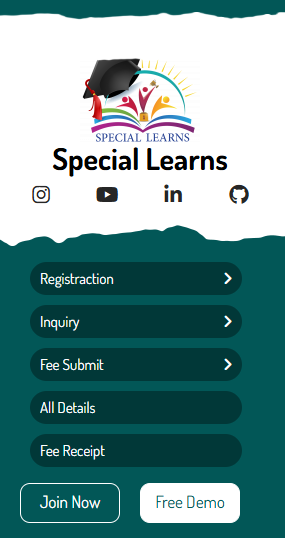 SPECIAL LEARNS
Special Learns
Registraction
Inquiry
Fee Submit
All Details
Fee Receipt
Join Now
Free Demo